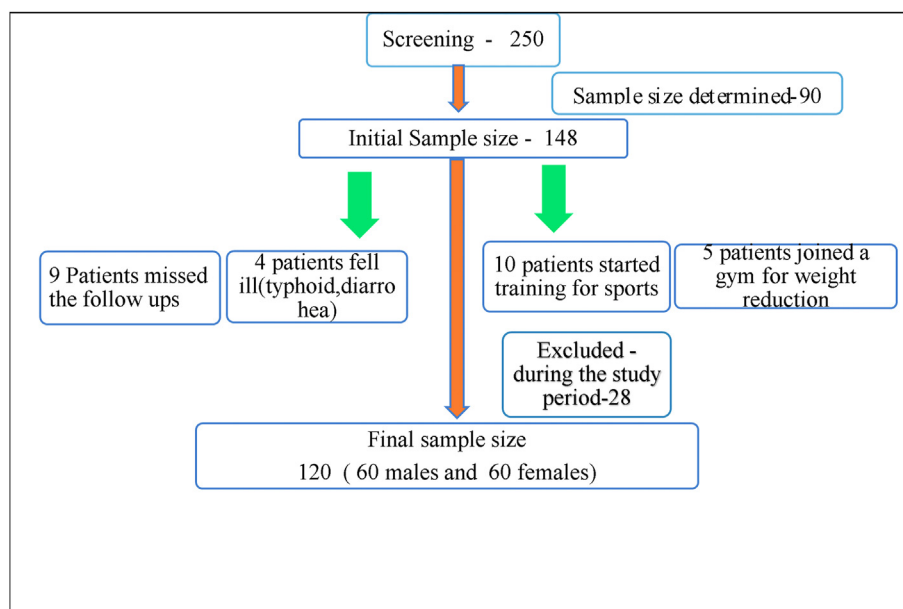 Screening - 250
Sample size determined-90
Initial Sample size - 148
9 Patients missed
the follow ups
4 patients fell
ill(typhoid,diarro
hea)
10 patients started
training for sports
5 patients joined a
gym for weight
reduction
Excluded -
during the study
period-28
Final sample size
120 ( 60 males and 60 females)